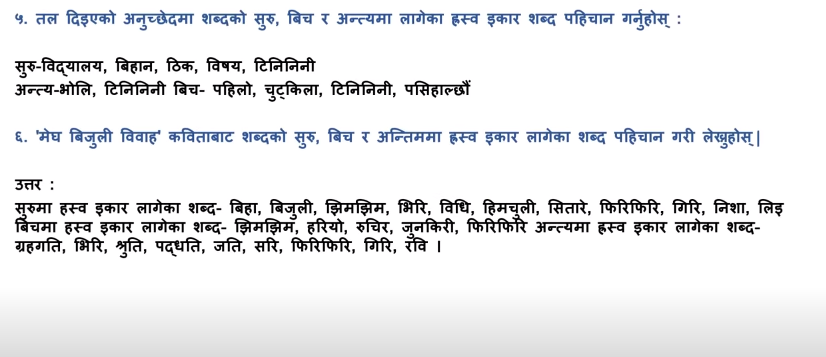 ५. तल दिइएको अनुच्छेदमा शब्दको सुरु, बिच र अन्त्यमा लागेका ह्रस्व इकार शब्द पहिचान गर्नुहोस् :
सुरु-विद्यालय, बिहान, ठिक, विषय, टिनिनिनी
अन्त्य-भोलि, टिनिनिनी बिच- पहिलो, चुट्किला, टिनिनिनी, पसिहाल्छौं
६. 'मेघ बिजुली विवाह' कविताबाट शब्दको सुरु, बिच र अन्तिममा ह्रस्व इकार लागेका शब्द पहिचान गरी लेख्नुहोस्|
उत्तर :
सुरुमा हस्व इकार लागेका शब्द- बिहा, बिजुली, झिमझिम, भिरि, विधि, हिमचुली, सितारे, फिरिफिरि, गिरि, निशा, लिइ
बिचमा हस्व इकार लागेका शब्द- झिमझिम, हरियो, रुचिर, जुनकिरी, फिरिफिरि अन्त्यमा ह्रस्व इकार लागेका शब्द-
ग्रहगति, भिरि, श्रुति, पद्धति, जति, सरि, फिरिफिरि, गिरि, रवि ।